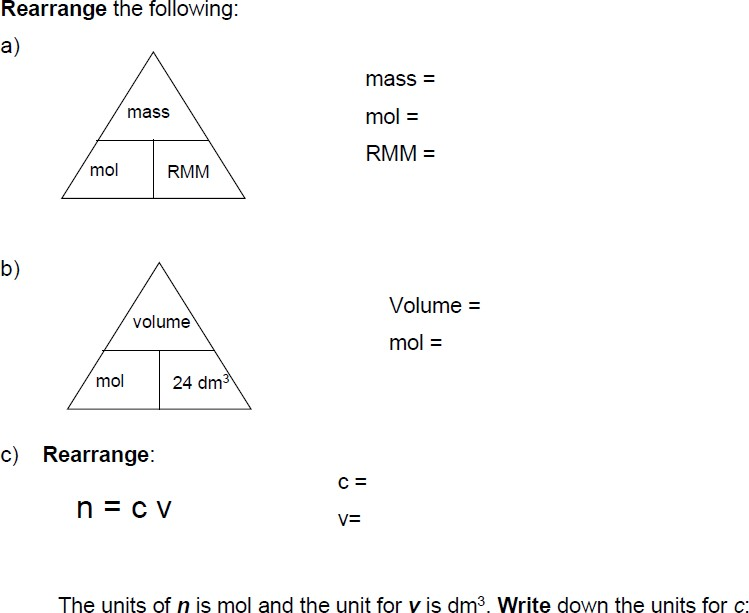 Rearrange the following:
a)
mass
mol
RMM
mass =
mol =
RMM =
b)
volume
mol
24 dm³
Volume =
mol =
c) Rearrange:
n = c v
c =
v=
The units of n is mol and the unit for v is dm³. Write down the units for c: